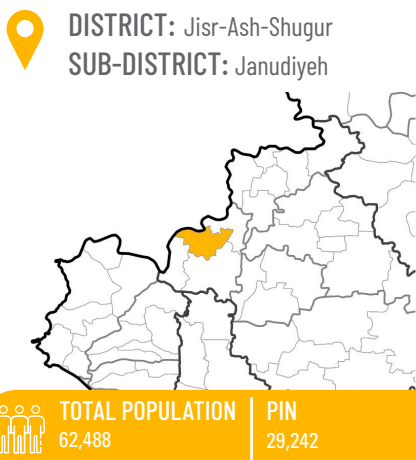 DISTRICT: Jisr-Ash-Shugur
SUB-DISTRICT: Janudiyeh
TOTAL POPULATION
62,488
PIN
29,242